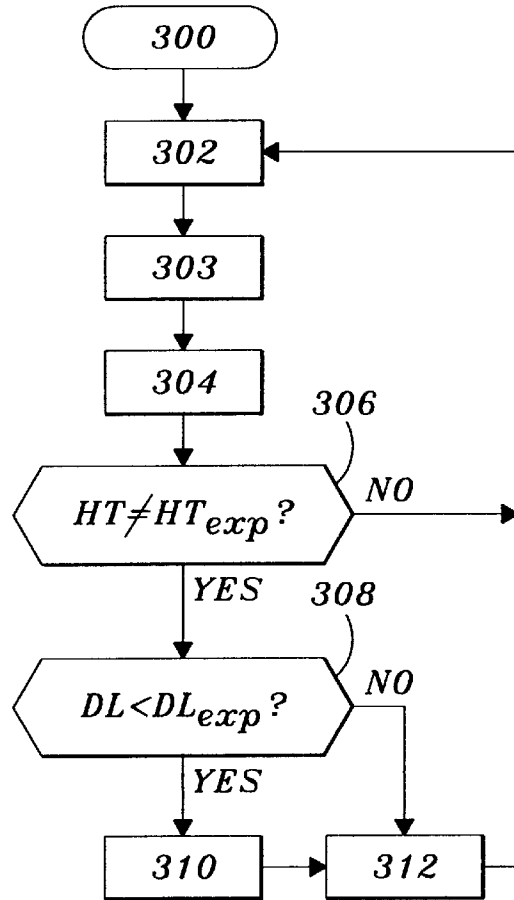 300
302
303
304
306
HT≠HTexp?
NO
YES
308
DL<DLexp?
NO
YES
310
312